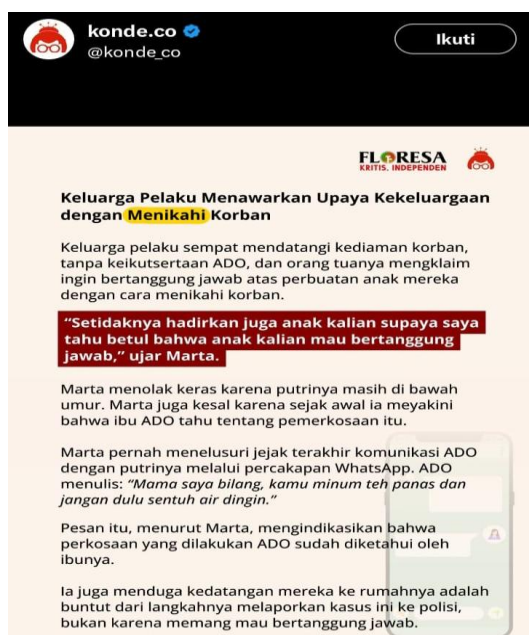 konde.co
@konde_co
Ikuti
FLORESA
KRITIS, INDEPENDEN
Keluarga Pelaku Menawarkan Upaya Kekeluargaan
dengan Menikahi Korban
Keluarga pelaku sempat mendatangi kediaman korban,
tanpa keikutsertaan ADO, dan orang tuanya mengklaim
ingin bertanggung jawab atas perbuatan anak mereka
dengan cara menikahi korban.
“Setidaknya hadirkan juga anak kalian supaya saya
tahu betul bahwa anak kalian mau bertanggung
jawab,” ujar Marta.
Marta menolak keras karena putrinya masih di bawah
umur. Marta juga kesal karena sejak awal ia meyakini
bahwa ibu ADO tahu tentang pemerkosaan itu.
Marta pernah menelusuri jejak terakhir komunikasi ADO
dengan putrinya melalui percakapan WhatsApp. ADO
menulis: “Mama saya bilang, kamu minum teh panas dan
jangan dulu sentuh air dingin.”
Pesan itu, menurut Marta, mengindikasikan bahwa
perkosaan yang dilakukan ADO sudah diketahui oleh
ibunya.
Ia juga menduga kedatangan mereka ke rumahnya adalah
buntut dari langkahnya melaporkan kasus ini ke polisi,
bukan karena memang mau bertanggung jawab.